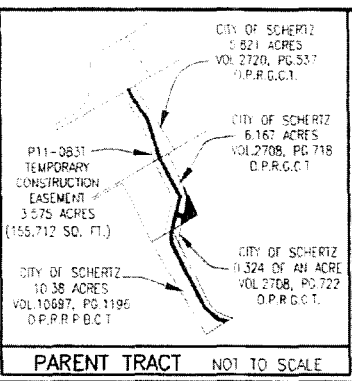 CITY OF SCHERTZ
5.821 ACRES
VOL.2720, PG.537
O.P.R.G.C.T.
CITY OF SCHERTZ
6.167 ACRES
VOL.2708, PG.718
O.P.R.G.C.T
P11-083T
TEMPORARY
CONSTRUCTION
EASEMENT
3.575 ACRES
(155,712 SQ. FT.)
CITY OF SCHERTZ
0.324 OF AN ACRE
VOL.2708, PG.722
O.P.R.G.C.T.
CITY OF SCHERTZ
10.38 ACRES
VOL.10697, PG.1196
O.P.R.R.P.B.C.T.
PARENT TRACT NOT TO SCALE